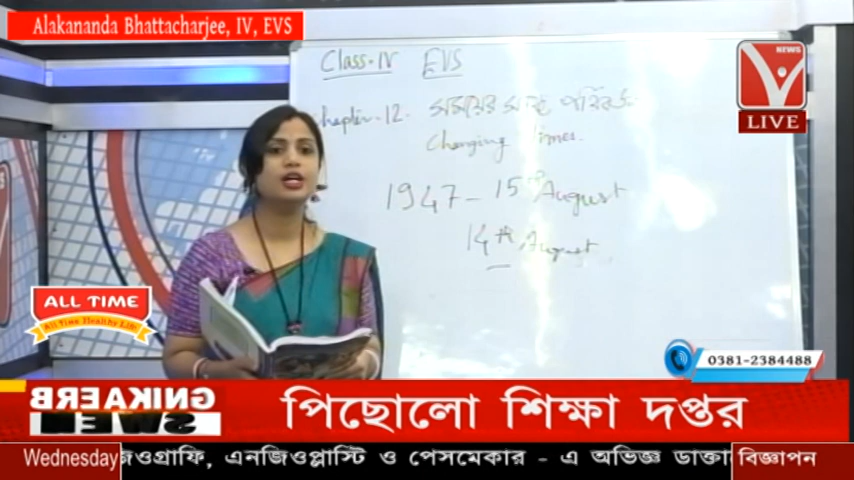 Alakananda Bhattacharjee, IV, EVS
Class-IV EVS
Chapter-12. সময়ের সাথে পরিবর্তন
Changing Times.
1947 - 15th August
14th August
NEWS
V
LIVE
ALL TIME
All Time Healthy Life
0381-2384488
BREAKING
NEWS
পিছোলো শিক্ষা দপ্তর
Wednesday জিওগ্রাফি, এনজিওপ্লাস্টি ও পেসমেকার - এ অভিজ্ঞ ডাক্তা বিজ্ঞাপন